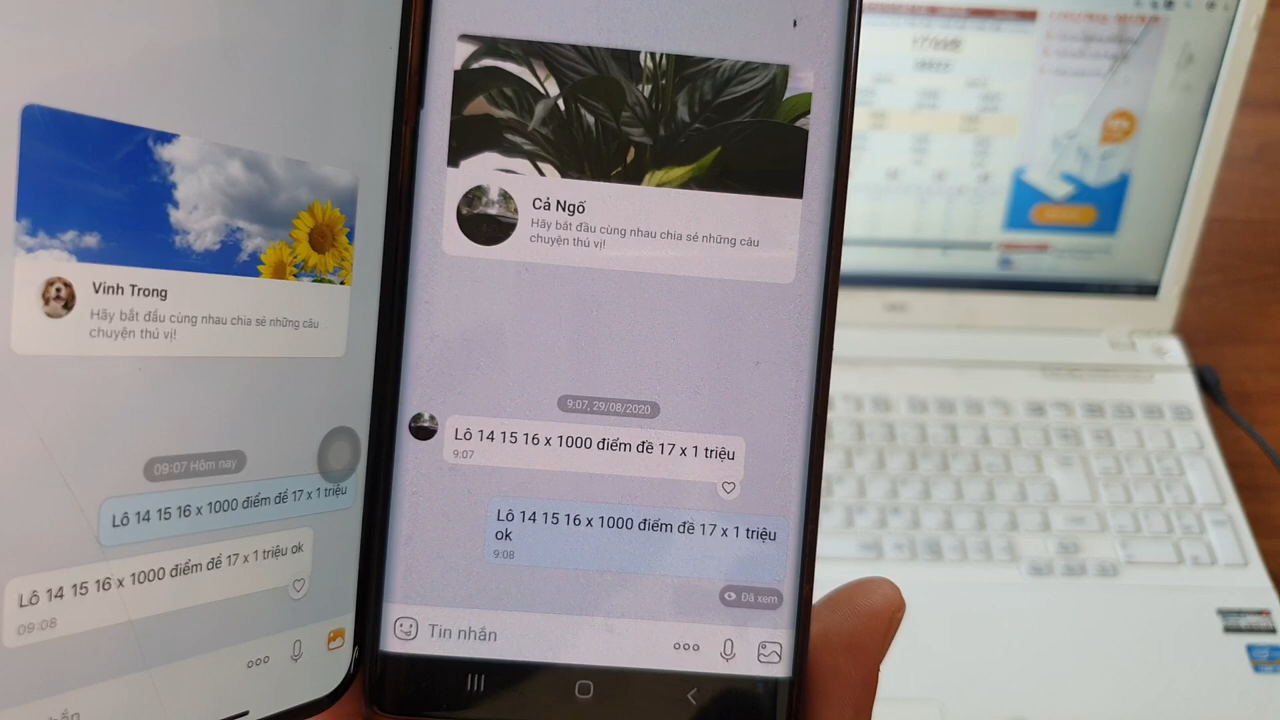 Vinh Trong
Hãy bắt đầu cùng nhau chia sẻ những câu
chuyện thú vị!
09:07 Hôm nay
Lô 14 15 16 x 1000 điểm đề 17 x 1 triệu
Lô 14 15 16 x 1000 điểm đề 17 x 1 triệu ok
09:08
Cả Ngố
Hãy bắt đầu cùng nhau chia sẻ những câu
chuyện thú vị!
9:07, 29/08/2020
Lô 14 15 16 x 1000 điểm đề 17 x 1 triệu
9:07
Lô 14 15 16 x 1000 điểm đề 17 x 1 triệu
ok
9:08
Đã xem
Tin nhắn